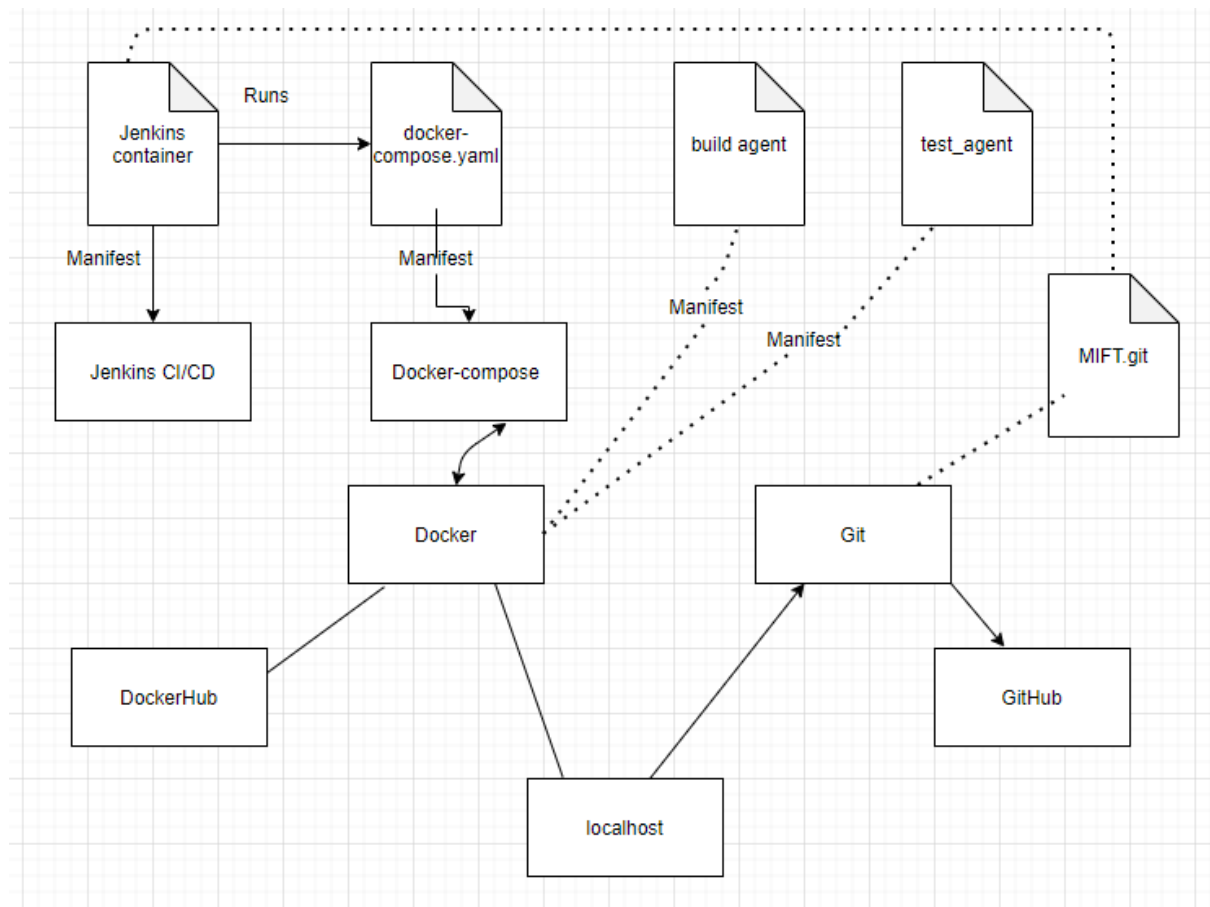 Runs
Jenkins
container
docker-
compose.yaml
build agent
test_agent
Manifest
Manifest
Manifest
Manifest
MIFT.git
Jenkins CI/CD
Docker-compose
Docker
Git
DockerHub
GitHub
localhost